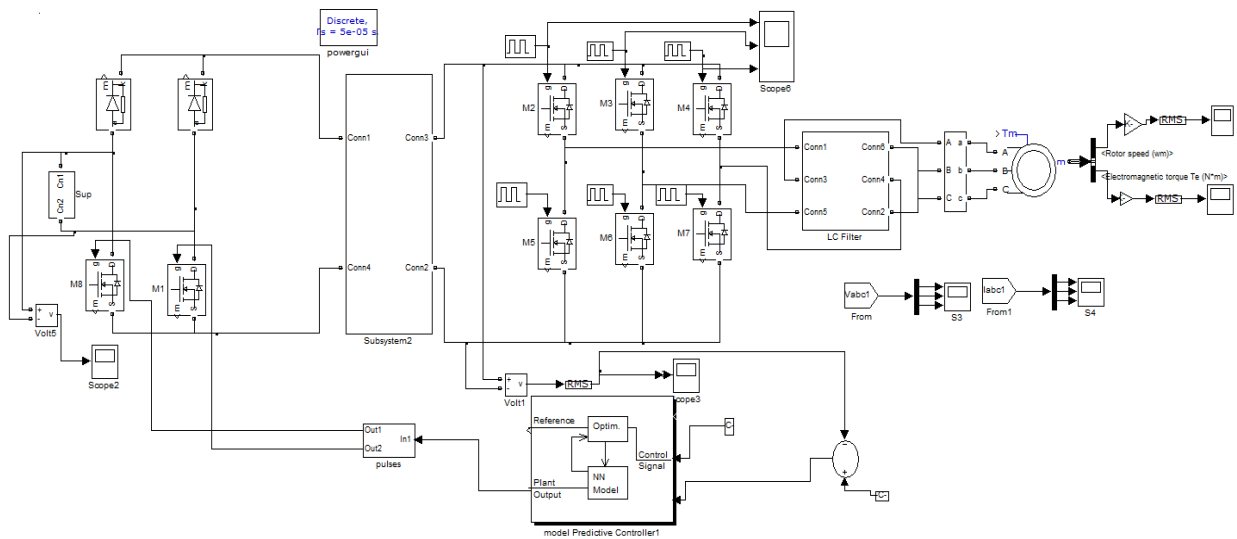 Discrete,
Ts = 5e-05 s.
powergui
Scope6
M2
M3
M4
g
D
E
S
Conn1
Conn3
Conn4
Conn2
Subsystem2
Cn1
Cn2
Sup
M8
M1
M5
M6
M7
Conn1
Conn3
Conn5
Conn6
Conn4
Conn2
LC Filter
A
B
C
a
b
c
Tm
A
B
C
m
<Rotor speed (wm)>
<Electromagnetic torque Te (N*m)>
K-
RMS
K-
RMS
+
-
v
Volt5
Scope2
Vabc1
From
S3
Iabc1
From1
S4
+
-
v
Volt1
RMS
cope3
Out1
Out2
In1
pulses
Reference
Optim.
Control
Signal
NN
Model
Plant
Output
model Predictive Controller1
C-
C-